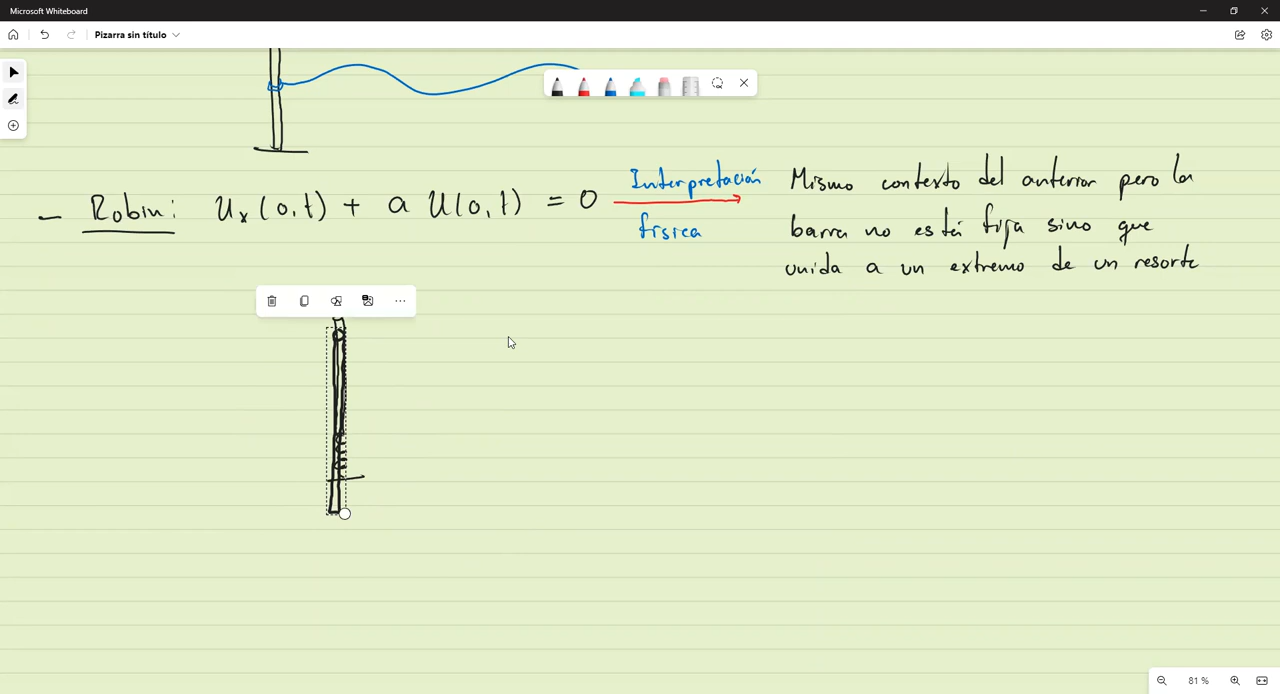 Microsoft Whiteboard
Pizarra sin título
- Robin: Ux(0,t) + a U(0,t) = 0
Interpretación
física
Mismo contexto del anterior pero la
barra no está fija sino que
unida a un extremo de un resorte
81 %